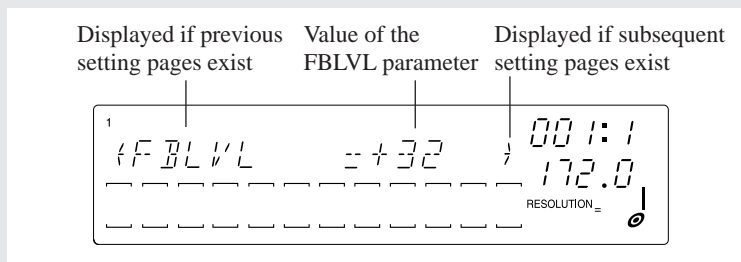 Displayed if previous setting pages exist
Value of the FBLVL parameter
Displayed if subsequent setting pages exist
1
‹FBLVL =+32 ›
001:1
172.0
RESOLUTION=